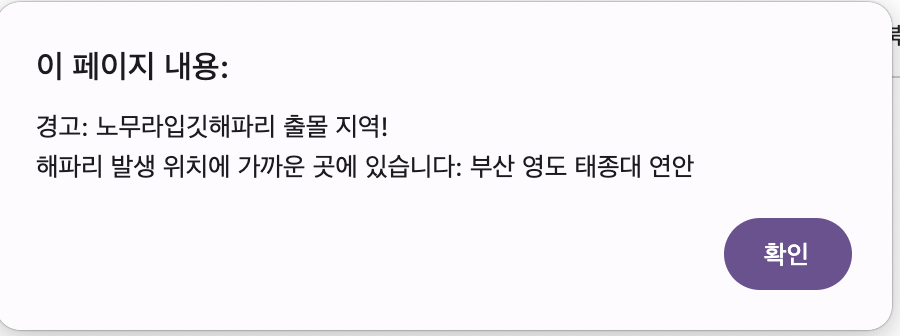 이 페이지 내용:
경고: 노무라입깃해파리 출몰 지역!
해파리 발생 위치에 가까운 곳에 있습니다: 부산 영도 태종대 연안
확인